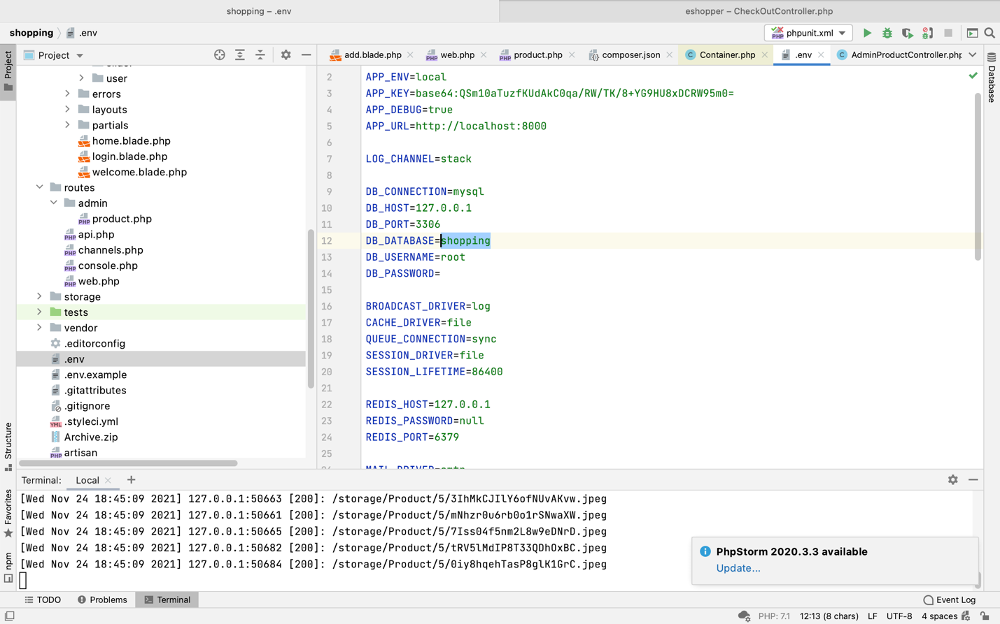 shopping – .env
eshopper – CheckOutController.php
shopping
.env
phpunit.xml
Project
add.blade.php
web.php
product.php
composer.json
Container.php
.env
AdminProductController.php
Project
Structure
Favorites
npm
Database
user
errors
layouts
partials
home.blade.php
login.blade.php
welcome.blade.php
routes
admin
product.php
api.php
channels.php
console.php
web.php
storage
tests
vendor
.editorconfig
.env
.env.example
.gitattributes
.gitignore
.styleci.yml
Archive.zip
artisan
2 APP_ENV=local
3 APP_KEY=base64:QSm10aTuzfKUdAkC0qa/RW/TK/8+YG9HU8xDCRW95m0=
4 APP_DEBUG=true
5 APP_URL=http://localhost:8000
6
7 LOG_CHANNEL=stack
8
9 DB_CONNECTION=mysql
10 DB_HOST=127.0.0.1
11 DB_PORT=3306
12 DB_DATABASE=shopping
13 DB_USERNAME=root
14 DB_PASSWORD=
15
16 BROADCAST_DRIVER=log
17 CACHE_DRIVER=file
18 QUEUE_CONNECTION=sync
19 SESSION_DRIVER=file
20 SESSION_LIFETIME=86400
21
22 REDIS_HOST=127.0.0.1
23 REDIS_PASSWORD=null
24 REDIS_PORT=6379
25
Terminal: Local
[Wed Nov 24 18:45:09 2021] 127.0.0.1:50663 [200]: /storage/Product/5/3IhMkCJIlY6ofNUvAKvw.jpeg
[Wed Nov 24 18:45:09 2021] 127.0.0.1:50661 [200]: /storage/Product/5/mNhzr0u6rb0o1rSNwaXW.jpeg
[Wed Nov 24 18:45:09 2021] 127.0.0.1:50665 [200]: /storage/Product/5/7Iss04f5nm2L8w9eDNrD.jpeg
[Wed Nov 24 18:45:09 2021] 127.0.0.1:50682 [200]: /storage/Product/5/tRV5lMdIP8T33QDhOxBC.jpeg
[Wed Nov 24 18:45:09 2021] 127.0.0.1:50684 [200]: /storage/Product/5/0iy8hqehTasP8glK1GrC.jpeg
PhpStorm 2020.3.3 available
Update...
TODO
Problems
Terminal
Event Log
PHP: 7.1
12:13 (8 chars)
LF
UTF-8
4 spaces